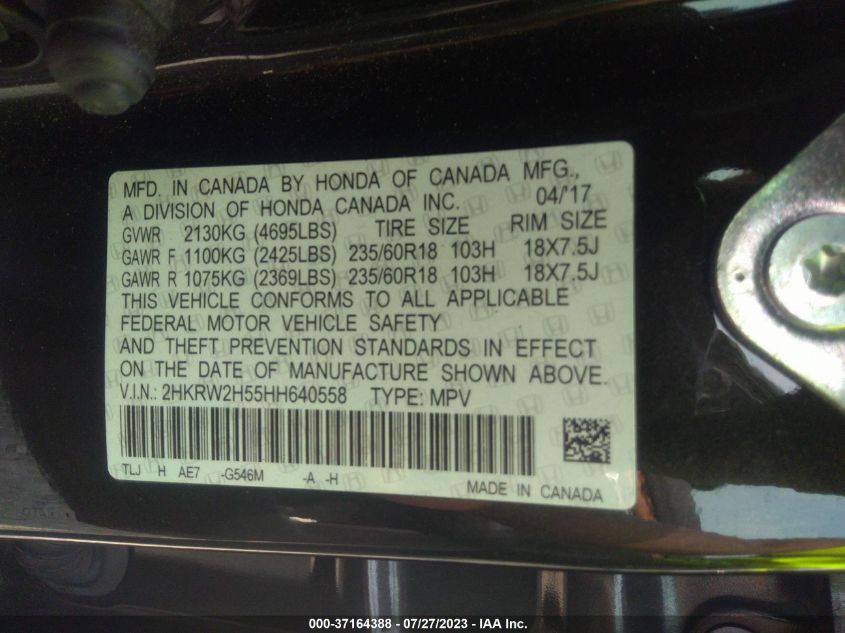 MFD. IN CANADA BY HONDA OF CANADA MFG.,
A DIVISION OF HONDA CANADA INC. 04/'17
GVWR 2130KG (4695LBS) TIRE SIZE RIM SIZE
GAWR F 1100KG (2425LBS) 235/60R18 103H 18X7.5J
GAWR R 1075KG (2369LBS) 235/60R18 103H 18X7.5J
THIS VEHICLE CONFORMS TO ALL APPLICABLE
FEDERAL MOTOR VEHICLE SAFETY
AND THEFT PREVENTION STANDARDS IN EFFECT
ON THE DATE OF MANUFACTURE SHOWN ABOVE.
V.I.N.: 2HKRW2H55HH640558 TYPE: MPV
TLJ H AE7 -G546M -A -H
MADE IN CANADA
000-37164388 - 07/27/2023 - IAA Inc.